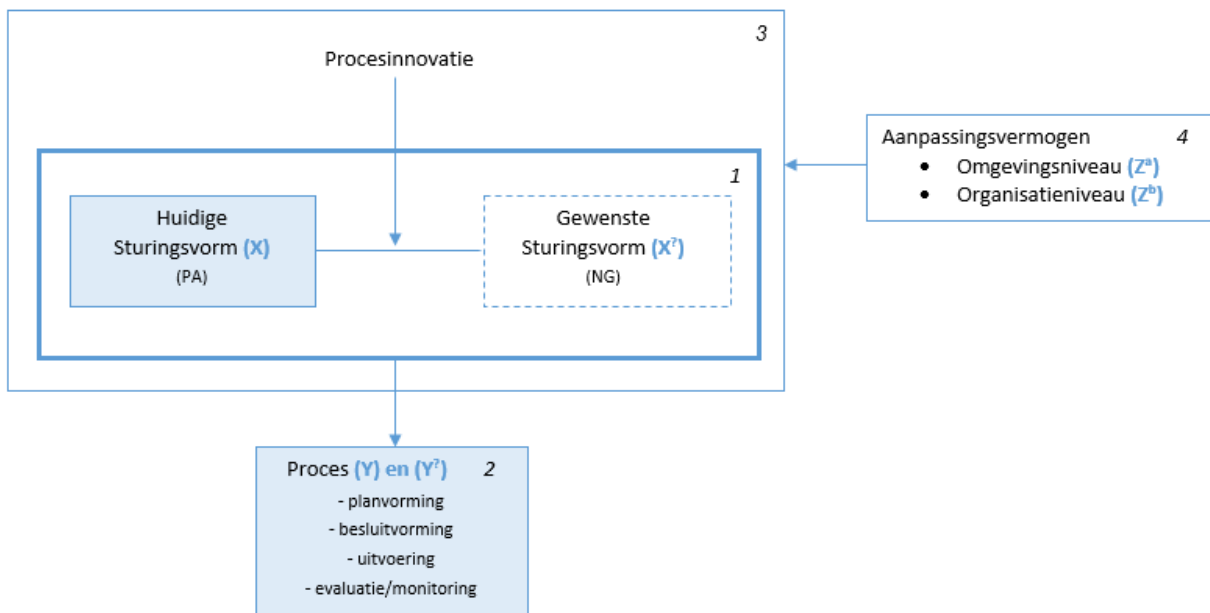 3
Procesinnovatie
Aanpassingsvermogen 4
• Omgevingsniveau (Zᵃ)
• Organisatieniveau (Zᵇ)
1
Huidige
Sturingsvorm (X)
(PA)
Gewenste
Sturingsvorm (X?)
(NG)
Proces (Y) en (Y?) 2
- planvorming
- besluitvorming
- uitvoering
- evaluatie/monitoring